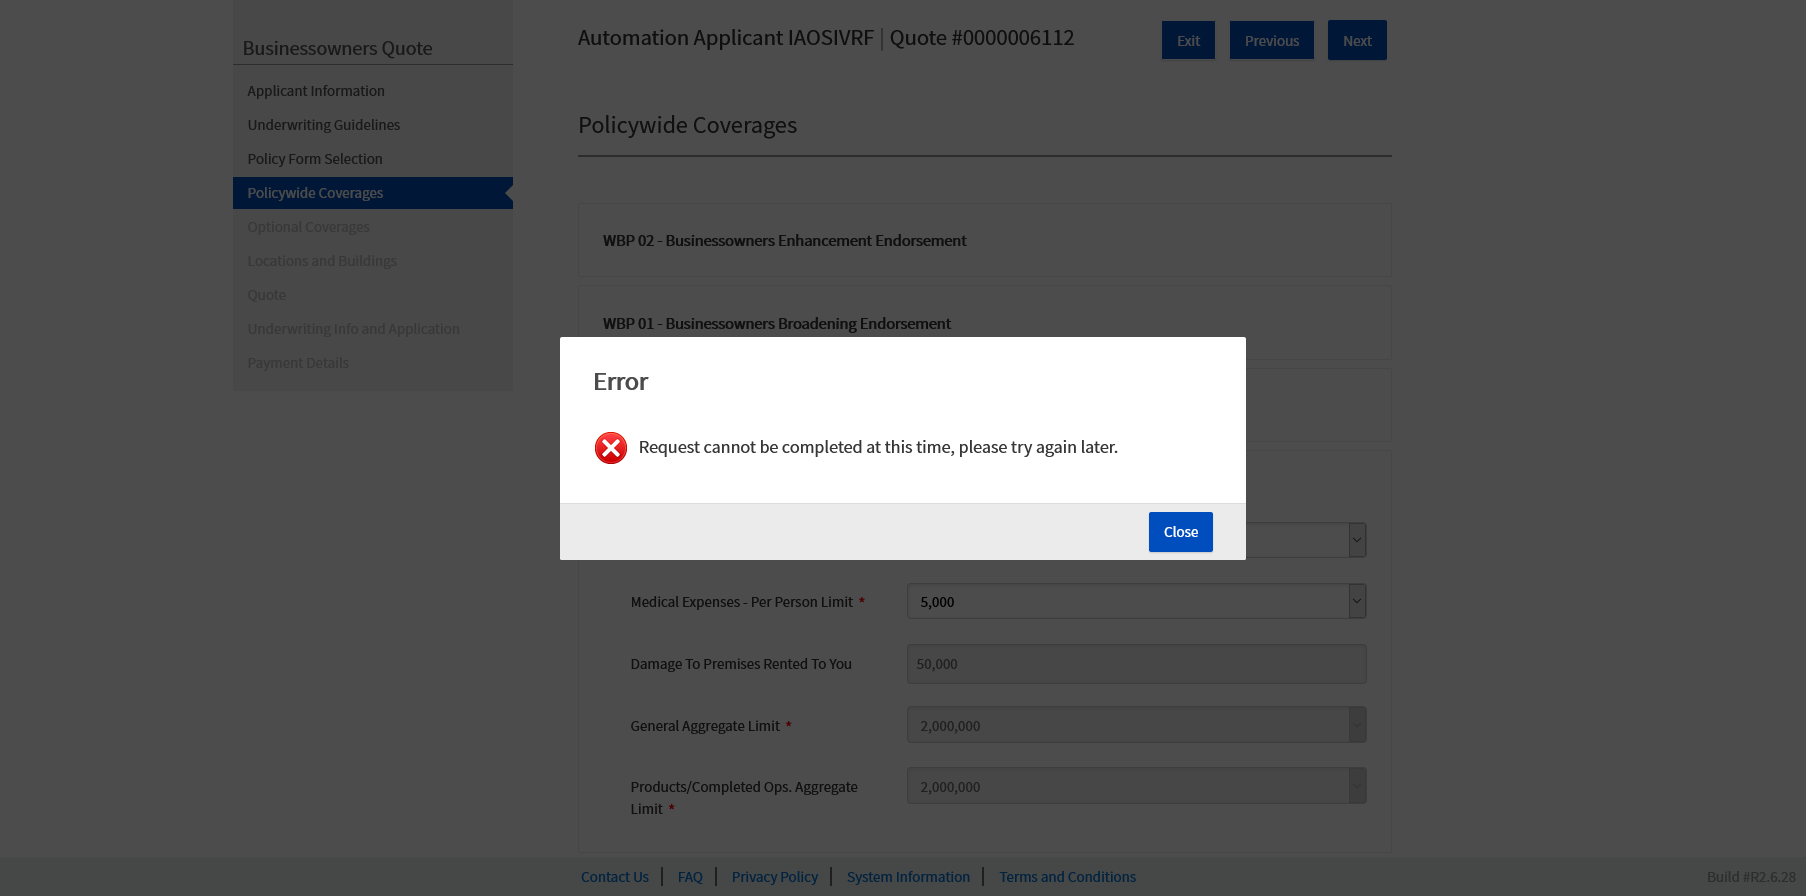 Businessowners Quote
Applicant Information
Underwriting Guidelines
Policy Form Selection
Policywide Coverages
Optional Coverages
Locations and Buildings
Quote
Underwriting Info and Application
Payment Details
Automation Applicant IAOSIVRF | Quote #0000006112
Exit
Previous
Next
Policywide Coverages
WBP 02 - Businessowners Enhancement Endorsement
WBP 01 - Businessowners Broadening Endorsement
Error
Request cannot be completed at this time, please try again later.
Close
Medical Expenses - Per Person Limit *
5,000
Damage To Premises Rented To You
50,000
General Aggregate Limit *
2,000,000
Products/Completed Ops. Aggregate
Limit *
2,000,000
Contact Us | FAQ | Privacy Policy | System Information | Terms and Conditions
Build #R2.6.28